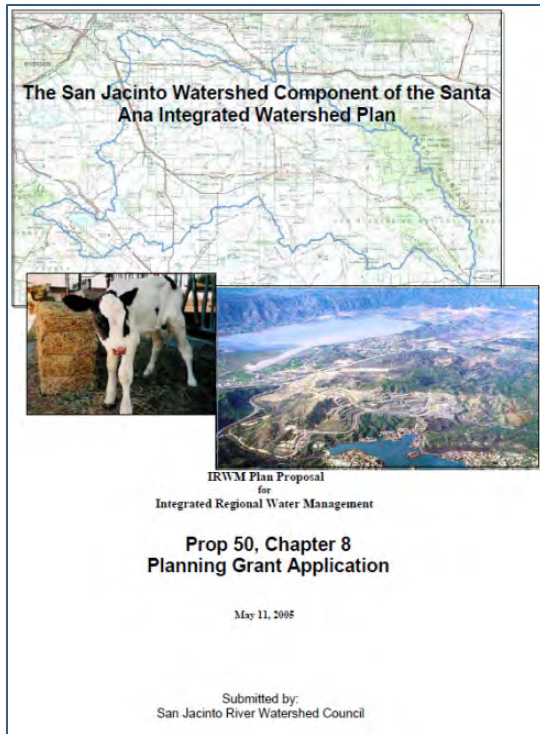 The San Jacinto Watershed Component of the Santa
Ana Integrated Watershed Plan
IRWM Plan Proposal
for
Integrated Regional Water Management
Prop 50, Chapter 8
Planning Grant Application
May 11, 2005
Submitted by:
San Jacinto River Watershed Council